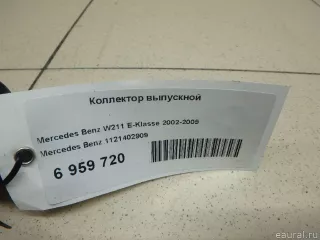 Коллектор выпускной
Mercedes Benz W211 E-Klasse 2002-2009
Mercedes Benz 1121402909
6 959 720
eaural.ru